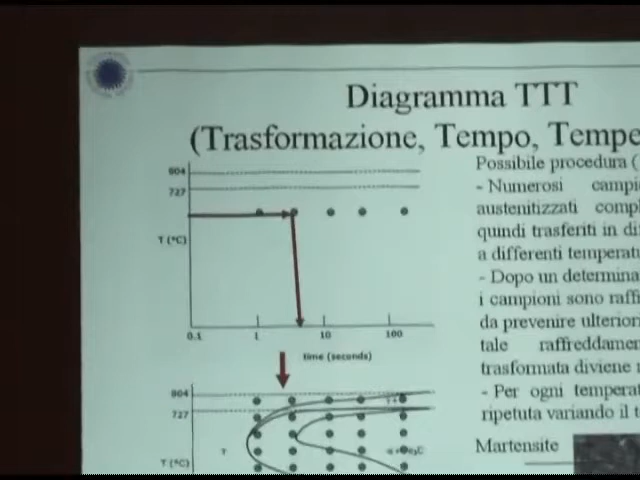 Diagramma TTT
(Trasformazione, Tempo, Tempe
Possibile procedura (
- Numerosi campi
austenitizzati compl
quindi trasferiti in di
a differenti temperatu
- Dopo un determina
i campioni sono raff
da prevenire ulterior
tale raffreddamen
trasformata diviene
- Per ogni temperat
ripetuta variando il t
Martensite
804
727
T (°C)
0.1 1 10 100
time (seconds)
804
727
T (°C)